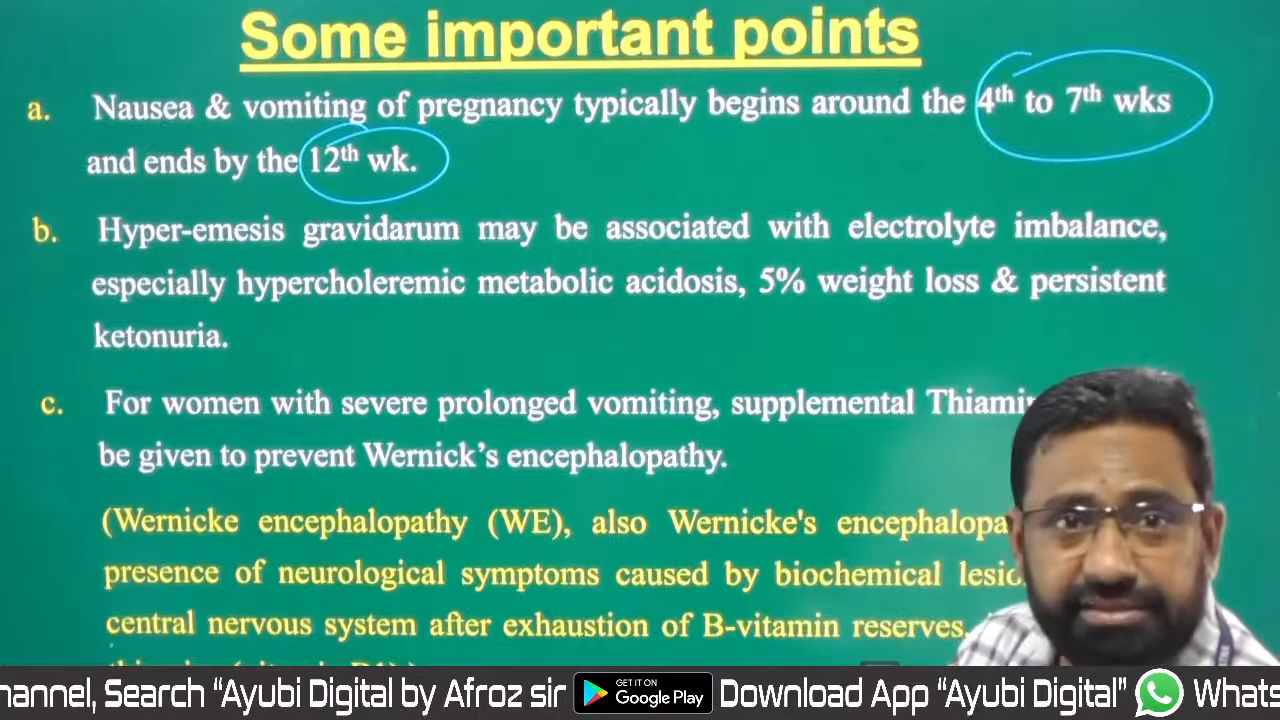 Some important points
a. Nausea & vomiting of pregnancy typically begins around the 4th to 7th wks
and ends by the 12th wk.
b. Hyper-emesis gravidarum may be associated with electrolyte imbalance,
especially hypercholeremic metabolic acidosis, 5% weight loss & persistent
ketonuria.
c. For women with severe prolonged vomiting, supplemental
be given to prevent Wernick's encephalopathy.
(Wernicke encephalopathy (WE), also Wernicke's
presence of neurological symptoms caused by biochemical
central nervous system after exhaustion of B-vitamin reserves,
hannel, Search “Ayubi Digital by Afroz sir GET IT ON Google Play Download App “Ayubi Digital” Whats